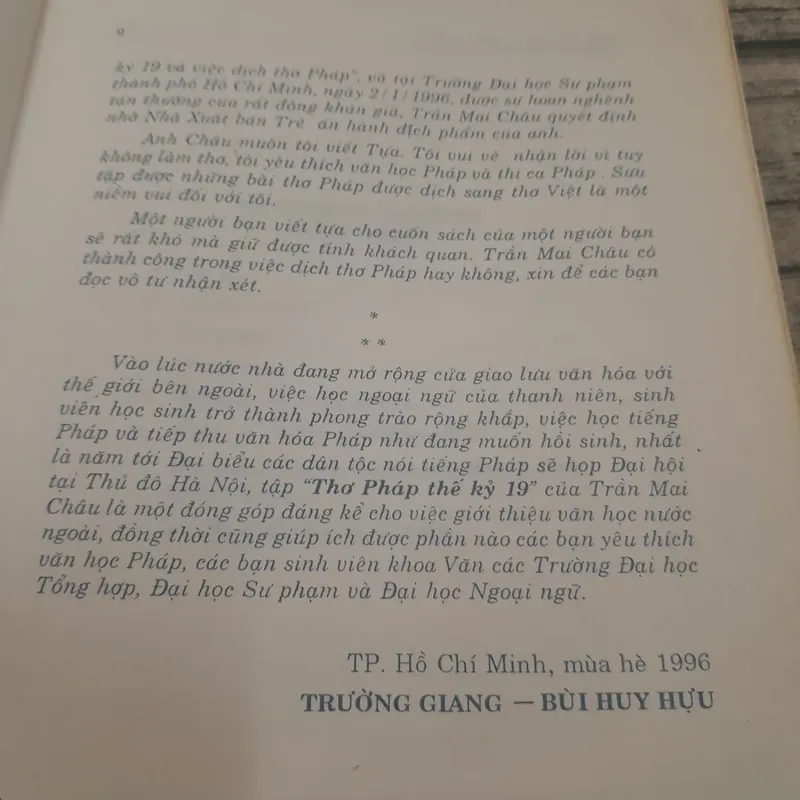 9
kỷ 19 và việc dịch thơ Pháp", và tại Trường Đại học Sư phạm
thành phố Hồ Chí Minh, ngày 2/1/1996, được sự hoan nghênh
tán thưởng của rất đông khán giả, Trần Mai Châu quyết định
nhờ Nhà Xuất bản Trẻ ấn hành dịch phẩm của anh.
Anh Châu muốn tôi viết Tựa. Tôi vui vẻ nhận lời vì tuy
không làm thơ, tôi yêu thích văn học Pháp và thi ca Pháp . Sưu
tập được những bài thơ Pháp được dịch sang thơ Việt là một
niềm vui đối với tôi.
Một người bạn viết tựa cho cuốn sách của một người bạn
sẽ rất khó mà giữ được tính khách quan. Trần Mai Châu có
thành công trong việc dịch thơ Pháp hay không, xin để các bạn
đọc vô tư nhận xét.
*
* *
Vào lúc nước nhà đang mở rộng cửa giao lưu văn hóa với
thế giới bên ngoài, việc học ngoại ngữ của thanh niên, sinh
viên học sinh trở thành phong trào rộng khắp, việc học tiếng
Pháp và tiếp thu văn hóa Pháp như đang muốn hồi sinh, nhất
là năm tới Đại biểu các dân tộc nói tiếng Pháp sẽ họp Đại hội
tại Thủ đô Hà Nội, tập "Thơ Pháp thế kỷ 19" của Trần Mai
Châu là một đóng góp đáng kể cho việc giới thiệu văn học nước
ngoài, đồng thời cũng giúp ích được phần nào các bạn yêu thích
văn học Pháp, các bạn sinh viên khoa Văn các Trường Đại học
Tổng hợp, Đại học Sư phạm và Đại học Ngoại ngữ.
TP. Hồ Chí Minh, mùa hè 1996
TRƯỜNG GIANG — BÙI HUY HỰU